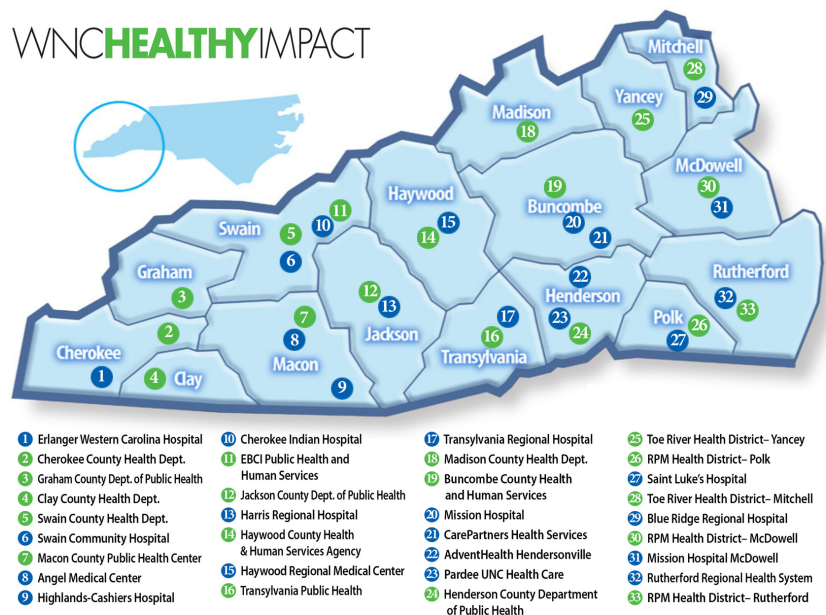 WNCHEALTHYIMPACT
Mitchell
28
29
Yancey
25
Madison
18
McDowell
30
31
Haywood
15
14
19
Buncombe
20
21
Swain
5
10
11
6
Graham
3
12
13
Jackson
22
Henderson
23
24
Rutherford
32
33
Polk
26
27
17
16
Transylvania
7
8
Macon
9
2
Cherokee
1
4
Clay
1 Erlanger Western Carolina Hospital
2 Cherokee County Health Dept.
3 Graham County Dept. of Public Health
4 Clay County Health Dept.
5 Swain County Health Dept.
6 Swain Community Hospital
7 Macon County Public Health Center
8 Angel Medical Center
9 Highlands-Cashiers Hospital
10 Cherokee Indian Hospital
11 EBCI Public Health and
Human Services
12 Jackson County Dept. of Public Health
13 Harris Regional Hospital
14 Haywood County Health
& Human Services Agency
15 Haywood Regional Medical Center
16 Transylvania Public Health
17 Transylvania Regional Hospital
18 Madison County Health Dept.
19 Buncombe County Health
and Human Services
20 Mission Hospital
21 CarePartners Health Services
22 AdventHealth Hendersonville
23 Pardee UNC Health Care
24 Henderson County Department
of Public Health
25 Toe River Health District– Yancey
26 RPM Health District– Polk
27 Saint Luke's Hospital
28 Toe River Health District– Mitchell
29 Blue Ridge Regional Hospital
30 RPM Health District– McDowell
31 Mission Hospital McDowell
32 Rutherford Regional Health System
33 RPM Health District– Rutherford